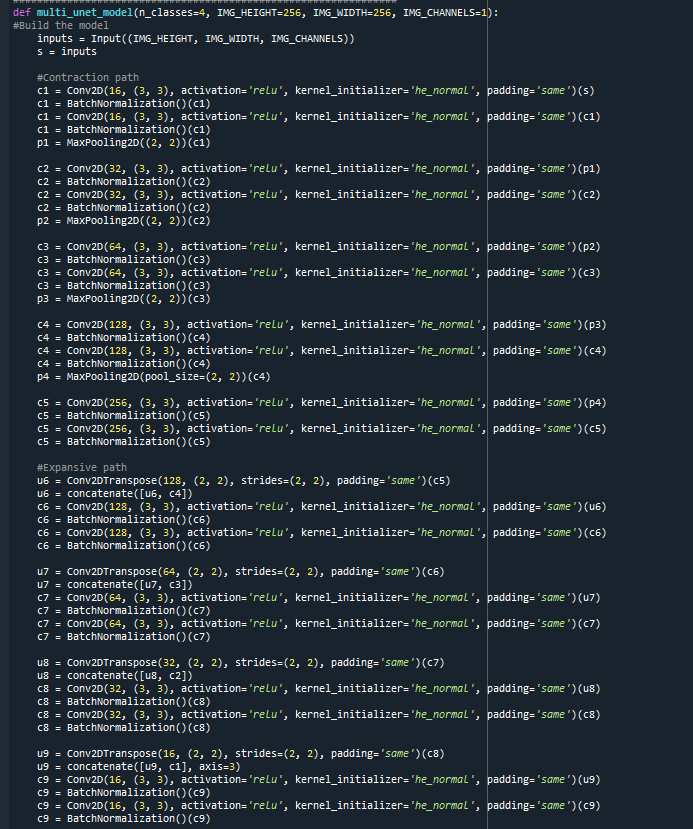 ################################################################
def multi_unet_model(n_classes=4, IMG_HEIGHT=256, IMG_WIDTH=256, IMG_CHANNELS=1):
#Build the model
    inputs = Input((IMG_HEIGHT, IMG_WIDTH, IMG_CHANNELS))
    s = inputs

    #Contraction path
    c1 = Conv2D(16, (3, 3), activation='relu', kernel_initializer='he_normal', padding='same')(s)
    c1 = BatchNormalization()(c1)
    c1 = Conv2D(16, (3, 3), activation='relu', kernel_initializer='he_normal', padding='same')(c1)
    c1 = BatchNormalization()(c1)
    p1 = MaxPooling2D((2, 2))(c1)

    c2 = Conv2D(32, (3, 3), activation='relu', kernel_initializer='he_normal', padding='same')(p1)
    c2 = BatchNormalization()(c2)
    c2 = Conv2D(32, (3, 3), activation='relu', kernel_initializer='he_normal', padding='same')(c2)
    c2 = BatchNormalization()(c2)
    p2 = MaxPooling2D((2, 2))(c2)

    c3 = Conv2D(64, (3, 3), activation='relu', kernel_initializer='he_normal', padding='same')(p2)
    c3 = BatchNormalization()(c3)
    c3 = Conv2D(64, (3, 3), activation='relu', kernel_initializer='he_normal', padding='same')(c3)
    c3 = BatchNormalization()(c3)
    p3 = MaxPooling2D((2, 2))(c3)

    c4 = Conv2D(128, (3, 3), activation='relu', kernel_initializer='he_normal', padding='same')(p3)
    c4 = BatchNormalization()(c4)
    c4 = Conv2D(128, (3, 3), activation='relu', kernel_initializer='he_normal', padding='same')(c4)
    c4 = BatchNormalization()(c4)
    p4 = MaxPooling2D(pool_size=(2, 2))(c4)

    c5 = Conv2D(256, (3, 3), activation='relu', kernel_initializer='he_normal', padding='same')(p4)
    c5 = BatchNormalization()(c5)
    c5 = Conv2D(256, (3, 3), activation='relu', kernel_initializer='he_normal', padding='same')(c5)
    c5 = BatchNormalization()(c5)

    #Expansive path
    u6 = Conv2DTranspose(128, (2, 2), strides=(2, 2), padding='same')(c5)
    u6 = concatenate([u6, c4])
    c6 = Conv2D(128, (3, 3), activation='relu', kernel_initializer='he_normal', padding='same')(u6)
    c6 = BatchNormalization()(c6)
    c6 = Conv2D(128, (3, 3), activation='relu', kernel_initializer='he_normal', padding='same')(c6)
    c6 = BatchNormalization()(c6)

    u7 = Conv2DTranspose(64, (2, 2), strides=(2, 2), padding='same')(c6)
    u7 = concatenate([u7, c3])
    c7 = Conv2D(64, (3, 3), activation='relu', kernel_initializer='he_normal', padding='same')(u7)
    c7 = BatchNormalization()(c7)
    c7 = Conv2D(64, (3, 3), activation='relu', kernel_initializer='he_normal', padding='same')(c7)
    c7 = BatchNormalization()(c7)

    u8 = Conv2DTranspose(32, (2, 2), strides=(2, 2), padding='same')(c7)
    u8 = concatenate([u8, c2])
    c8 = Conv2D(32, (3, 3), activation='relu', kernel_initializer='he_normal', padding='same')(u8)
    c8 = BatchNormalization()(c8)
    c8 = Conv2D(32, (3, 3), activation='relu', kernel_initializer='he_normal', padding='same')(c8)
    c8 = BatchNormalization()(c8)

    u9 = Conv2DTranspose(16, (2, 2), strides=(2, 2), padding='same')(c8)
    u9 = concatenate([u9, c1], axis=3)
    c9 = Conv2D(16, (3, 3), activation='relu', kernel_initializer='he_normal', padding='same')(u9)
    c9 = BatchNormalization()(c9)
    c9 = Conv2D(16, (3, 3), activation='relu', kernel_initializer='he_normal', padding='same')(c9)
    c9 = BatchNormalization()(c9)